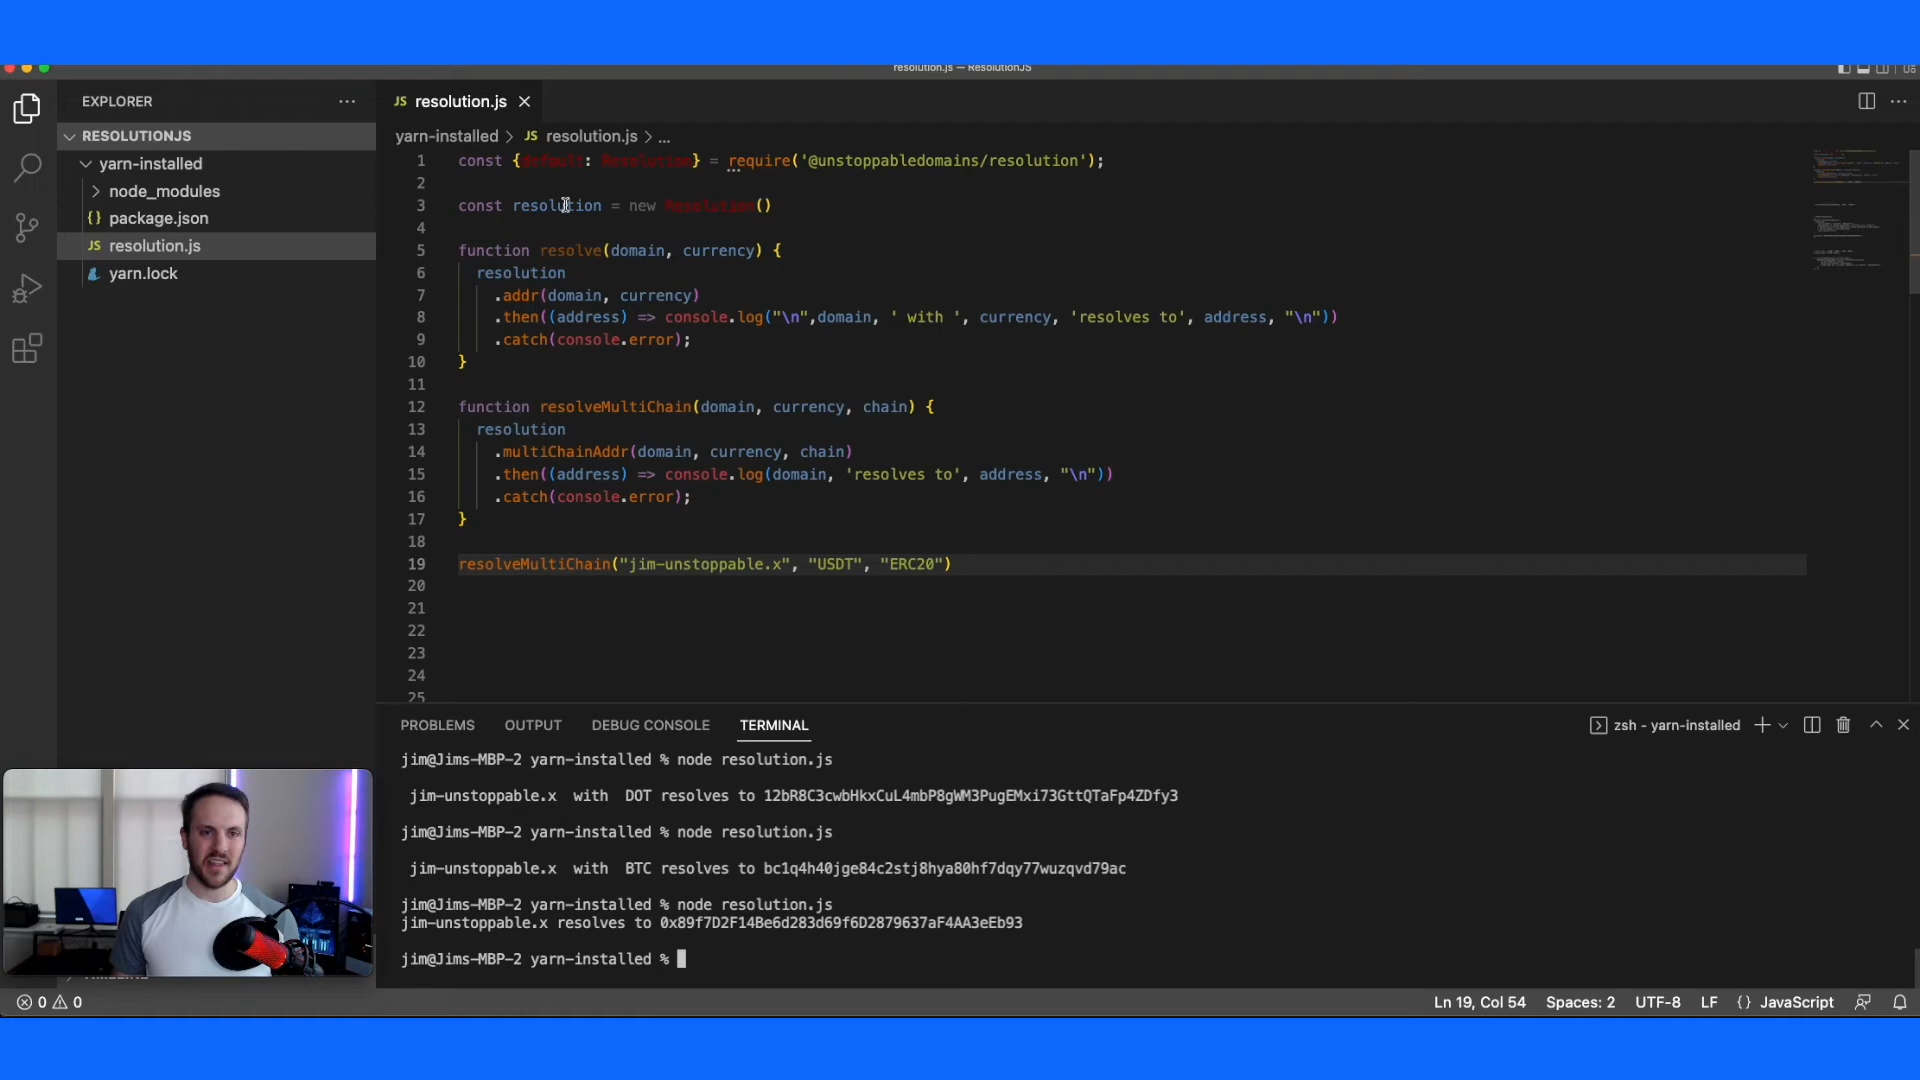 resolution.js — ResolutionJS
EXPLORER
RESOLUTIONJS
yarn-installed
node_modules
{} package.json
JS resolution.js
yarn.lock
JS resolution.js
yarn-installed > JS resolution.js > ...
1 const {default: Resolution} = require('@unstoppabledomains/resolution');
2
3 const resolution = new Resolution()
4
5 function resolve(domain, currency) {
6 resolution
7 .addr(domain, currency)
8 .then((address) => console.log("\n",domain, ' with ', currency, 'resolves to', address, "\n"))
9 .catch(console.error);
10 }
11
12 function resolveMultiChain(domain, currency, chain) {
13 resolution
14 .multiChainAddr(domain, currency, chain)
15 .then((address) => console.log(domain, 'resolves to', address, "\n"))
16 .catch(console.error);
17 }
18
19 resolveMultiChain("jim-unstoppable.x", "USDT", "ERC20")
20
21
22
23
24
25
PROBLEMS OUTPUT DEBUG CONSOLE TERMINAL
zsh - yarn-installed
jim@Jims-MBP-2 yarn-installed % node resolution.js
jim-unstoppable.x with DOT resolves to 12bR8C3cwbHkxCuL4mbP8gWM3PugEMxi73GttQTaFp4ZDfy3
jim@Jims-MBP-2 yarn-installed % node resolution.js
jim-unstoppable.x with BTC resolves to bc1q4h40jge84c2stj8hya80hf7dqy77wuzqvd79ac
jim@Jims-MBP-2 yarn-installed % node resolution.js
jim-unstoppable.x resolves to 0x89f7D2F14Be6d283d69f6D2879637aF4AA3eEb93
jim@Jims-MBP-2 yarn-installed %
0 0
Ln 19, Col 54 Spaces: 2 UTF-8 LF {} JavaScript